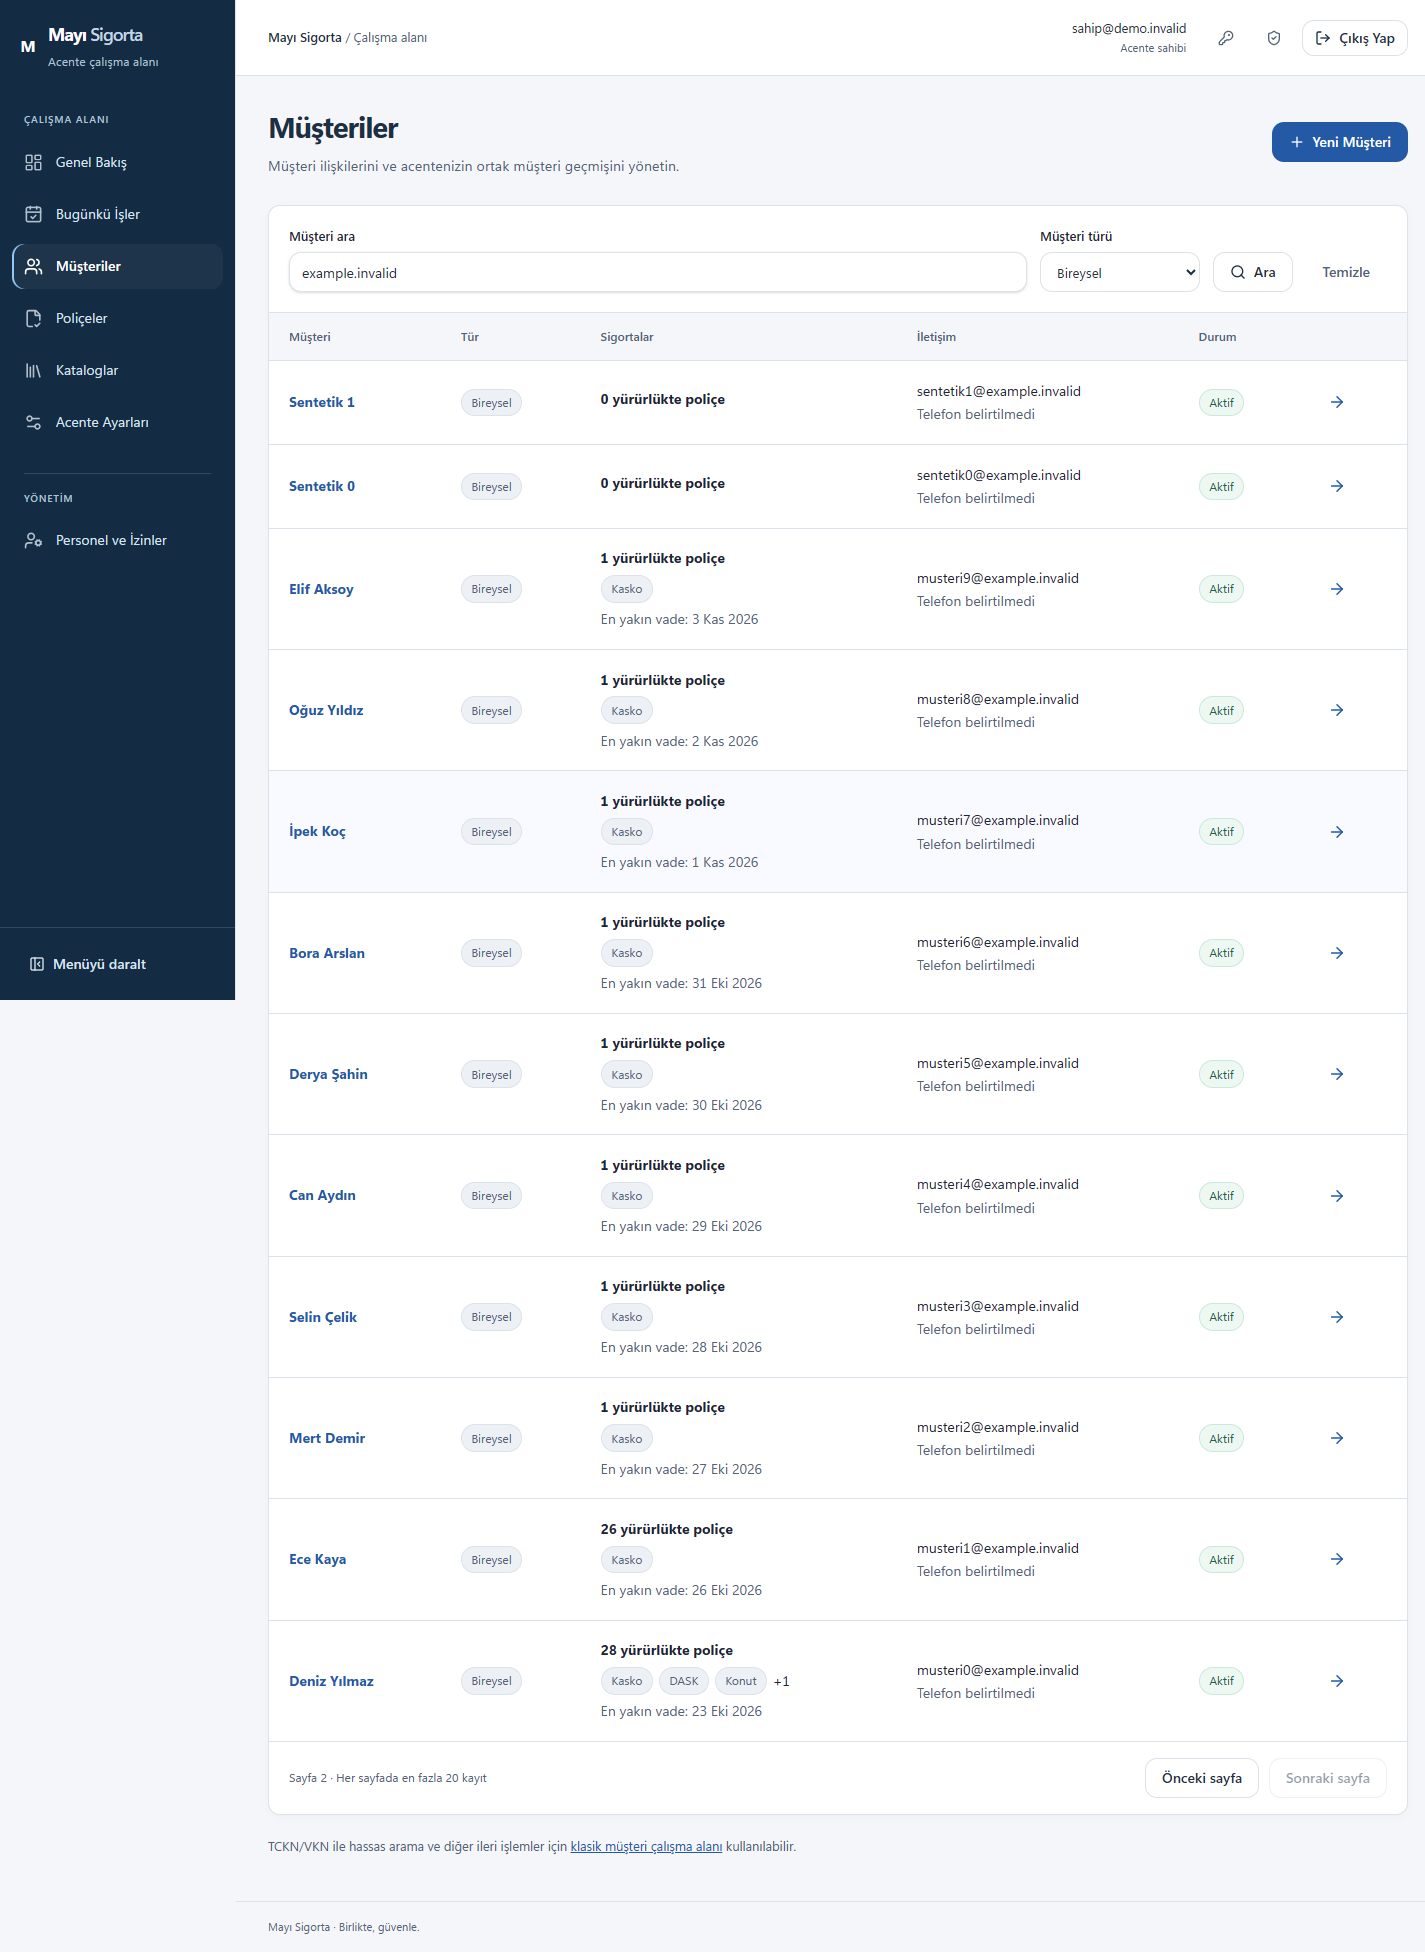 M
Mayı Sigorta
Acente çalışma alanı
ÇALIŞMA ALANI
Genel Bakış
Bugünkü İşler
Müşteriler
Poliçeler
Kataloglar
Acente Ayarları
YÖNETİM
Personel ve İzinler
Menüyü daralt
Mayı Sigorta / Çalışma alanı
sahip@demo.invalid
Acente sahibi
Çıkış Yap
Müşteriler
Müşteri ilişkilerini ve acentenizin ortak müşteri geçmişini yönetin.
+ Yeni Müşteri
Müşteri ara
Müşteri türü
example.invalid
Bireysel
Ara
Temizle
Müşteri Tür Sigortalar İletişim Durum
Sentetik 1
Bireysel
0 yürürlükte poliçe
sentetik1@example.invalid
Telefon belirtilmedi
Aktif
Sentetik 0
Bireysel
0 yürürlükte poliçe
sentetik0@example.invalid
Telefon belirtilmedi
Aktif
Elif Aksoy
Bireysel
1 yürürlükte poliçe
Kasko
En yakın vade: 3 Kas 2026
musteri9@example.invalid
Telefon belirtilmedi
Aktif
Oğuz Yıldız
Bireysel
1 yürürlükte poliçe
Kasko
En yakın vade: 2 Kas 2026
musteri8@example.invalid
Telefon belirtilmedi
Aktif
İpek Koç
Bireysel
1 yürürlükte poliçe
Kasko
En yakın vade: 1 Kas 2026
musteri7@example.invalid
Telefon belirtilmedi
Aktif
Bora Arslan
Bireysel
1 yürürlükte poliçe
Kasko
En yakın vade: 31 Eki 2026
musteri6@example.invalid
Telefon belirtilmedi
Aktif
Derya Şahin
Bireysel
1 yürürlükte poliçe
Kasko
En yakın vade: 30 Eki 2026
musteri5@example.invalid
Telefon belirtilmedi
Aktif
Can Aydın
Bireysel
1 yürürlükte poliçe
Kasko
En yakın vade: 29 Eki 2026
musteri4@example.invalid
Telefon belirtilmedi
Aktif
Selin Çelik
Bireysel
1 yürürlükte poliçe
Kasko
En yakın vade: 28 Eki 2026
musteri3@example.invalid
Telefon belirtilmedi
Aktif
Mert Demir
Bireysel
1 yürürlükte poliçe
Kasko
En yakın vade: 27 Eki 2026
musteri2@example.invalid
Telefon belirtilmedi
Aktif
Ece Kaya
Bireysel
26 yürürlükte poliçe
Kasko
En yakın vade: 26 Eki 2026
musteri1@example.invalid
Telefon belirtilmedi
Aktif
Deniz Yılmaz
Bireysel
28 yürürlükte poliçe
Kasko DASK Konut +1
En yakın vade: 23 Eki 2026
musteri0@example.invalid
Telefon belirtilmedi
Aktif
Sayfa 2 · Her sayfada en fazla 20 kayıt
Önceki sayfa
Sonraki sayfa
TCKN/VKN ile hassas arama ve diğer ileri işlemler için klasik müşteri çalışma alanı kullanılabilir.
Mayı Sigorta · Birlikte, güvenle.